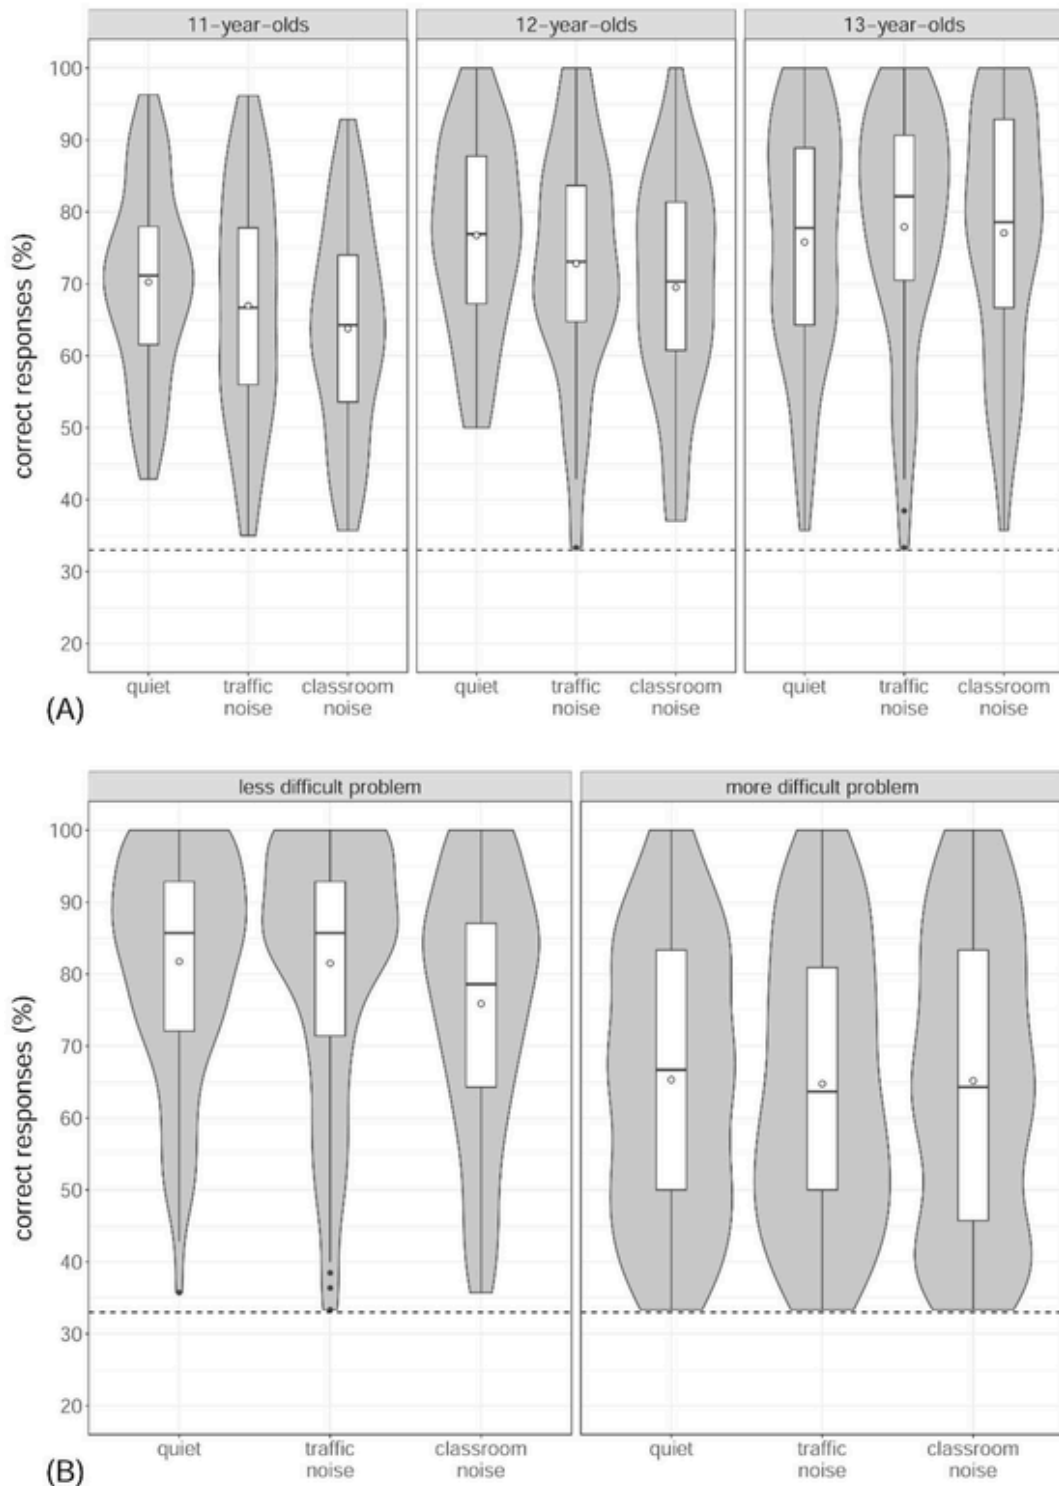 11-year-olds 12-year-olds 13-year-olds
100
90
80
70
60
50
40
30
20
correct responses (%)
quiet traffic noise classroom noise quiet traffic noise classroom noise quiet traffic noise classroom noise
(A)
less difficult problem more difficult problem
100
90
80
70
60
50
40
30
20
correct responses (%)
quiet traffic noise classroom noise quiet traffic noise classroom noise
(B)